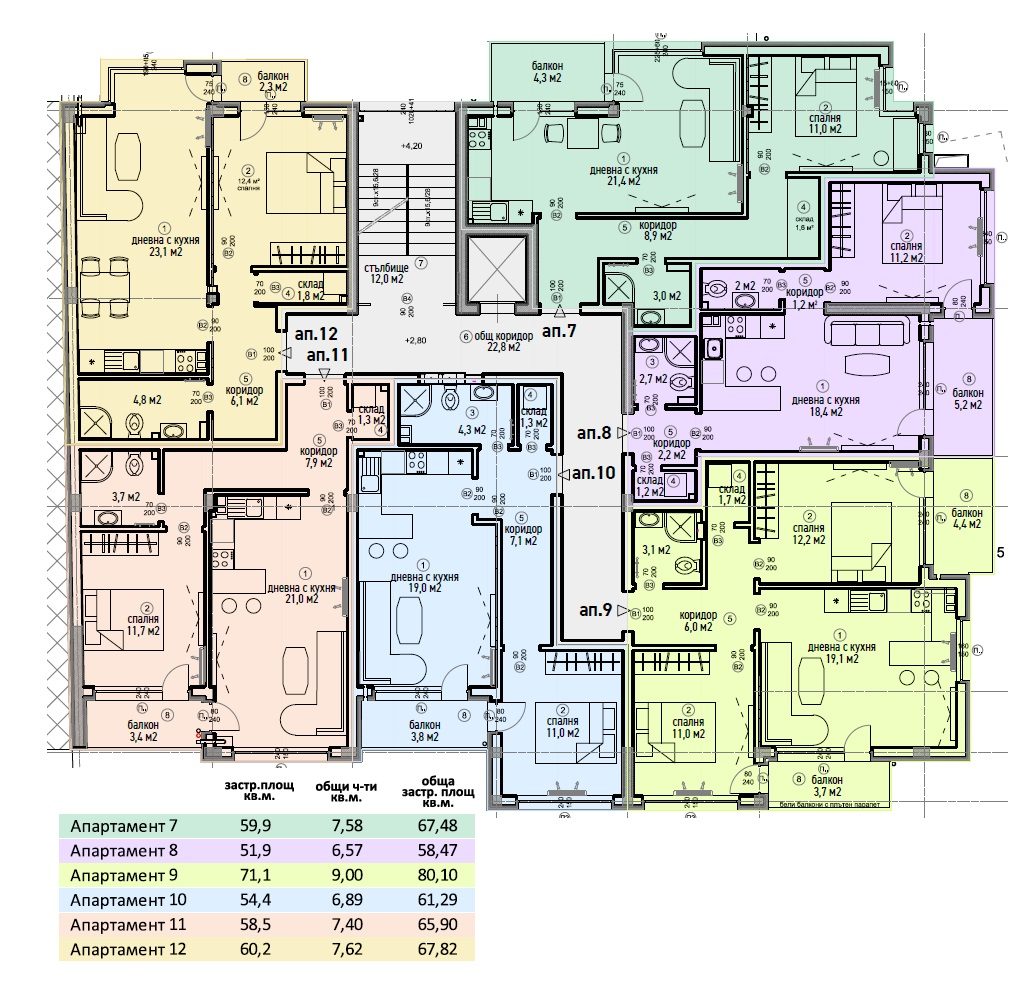 балкон
2,3 м2
8
балкон
4,3 м2
2
спалня
11,0 м2
1
дневна с кухня
21,4 м2
2
12,4 м²
спалня
+4,20
9вис.x15,6/28
9вис.x15,6/28
1
дневна с кухня
23,1 м2
4
склад
1,6 м2
5
коридор
8,9 м2
2
спалня
11,2 м2
стълбище
12,0 м2
7
склад
1,8 м2
4
3,0 м2
2 м2
5
коридор
1,2 м²
+2,80
6 общ коридор
22,8 м2
ап.7
ап.12
ап.11
3
2,7 м2
1
дневна с кухня
18,4 м2
8
балкон
5,2 м2
5
коридор
6,1 м2
4,8 м2
склад
1,3 м2
4
3
4,3 м2
4
склад
1,3 м2
ап.8
коридор
2,2 м2
5
коридор
7,9 м2
ап.10
склад
1,2 м2
4
4
склад
1,7 м2
3,7 м2
5
коридор
7,1 м2
3,1 м2
2
спалня
12,2 м2
8
балкон
4,4 м2
5
1
дневна с кухня
21,0 м2
1
дневна с кухня
19,0 м2
2
спалня
11,7 м2
ап.9
коридор
6,0 м2
5
1
дневна с кухня
19,1 м2
балкон
3,4 м2
8
балкон
3,8 м2
8
2
спалня
11,0 м2
2
спалня
11,0 м2
8
балкон
3,7 м2
бели балкони с плътен парапет
застр.площ кв.м. общи ч-ти кв.м. обща застр. площ кв.м.
Апартамент 7 59,9 7,58 67,48
Апартамент 8 51,9 6,57 58,47
Апартамент 9 71,1 9,00 80,10
Апартамент 10 54,4 6,89 61,29
Апартамент 11 58,5 7,40 65,90
Апартамент 12 60,2 7,62 67,82